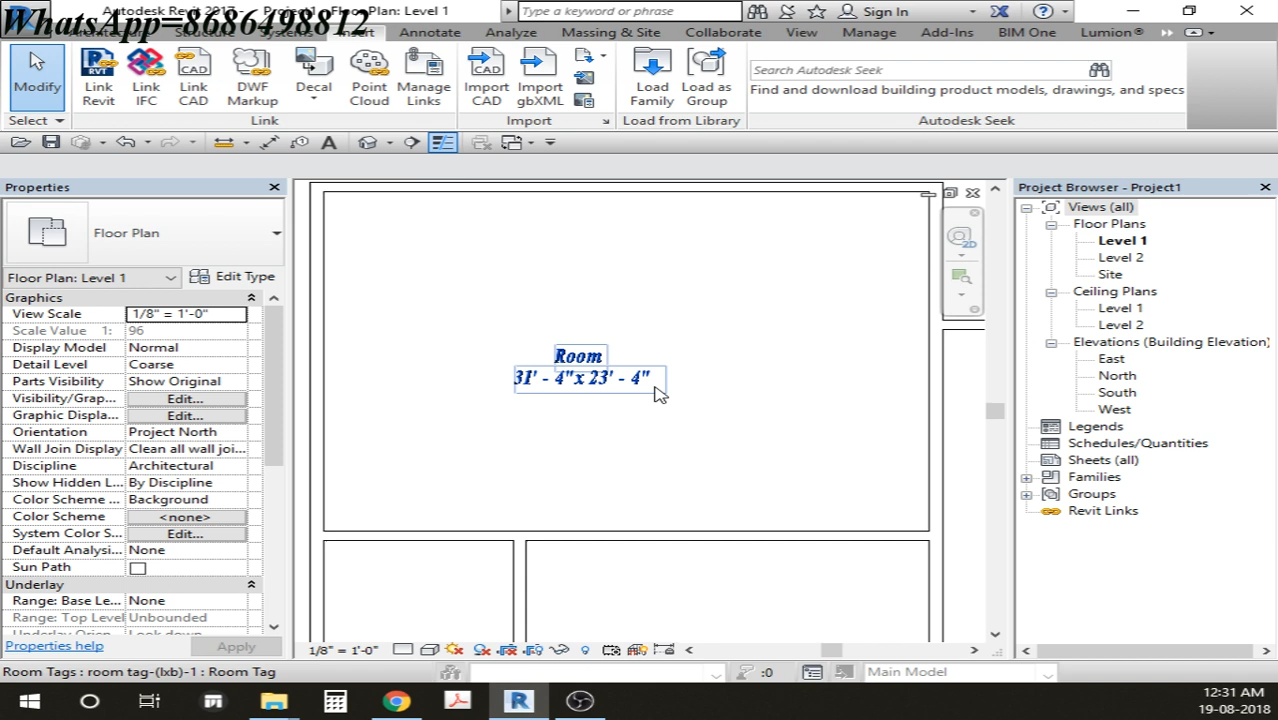 WhatsApp=8686498812
Autodesk Revit 2017 - Project1 - Floor Plan: Level 1
Type a keyword or phrase
Sign In
Systems Insert Annotate Analyze Massing & Site Collaborate View Manage Add-Ins BIM One Lumion®
Modify
Link Revit
Link IFC
Link CAD
DWF Markup
Decal
Point Cloud
Manage Links
Import CAD
Import gbXML
Load Family
Load as Group
Search Autodesk Seek
Find and download building product models, drawings, and specs
Select
Link
Import
Load from Library
Autodesk Seek
Properties
Floor Plan
Floor Plan: Level 1
Edit Type
Graphics
View Scale 1/8" = 1'-0"
Scale Value 1: 96
Display Model Normal
Detail Level Coarse
Parts Visibility Show Original
Visibility/Grap... Edit...
Graphic Displa... Edit...
Orientation Project North
Wall Join Display Clean all wall joi...
Discipline Architectural
Show Hidden L... By Discipline
Color Scheme ... Background
Color Scheme <none>
System Color S... Edit...
Default Analysi... None
Sun Path
Underlay
Range: Base Le... None
Range: Top Level Unbounded
Underlay Orien... Look down
Properties help
Apply
Room
31' - 4"x 23' - 4"
2D
1/8" = 1'-0"
Project Browser - Project1
Views (all)
Floor Plans
Level 1
Level 2
Site
Ceiling Plans
Level 1
Level 2
Elevations (Building Elevation)
East
North
South
West
Legends
Schedules/Quantities
Sheets (all)
Families
Groups
Revit Links
Room Tags : room tag-(lxb)-1 : Room Tag
:0
Main Model
12:31 AM
19-08-2018